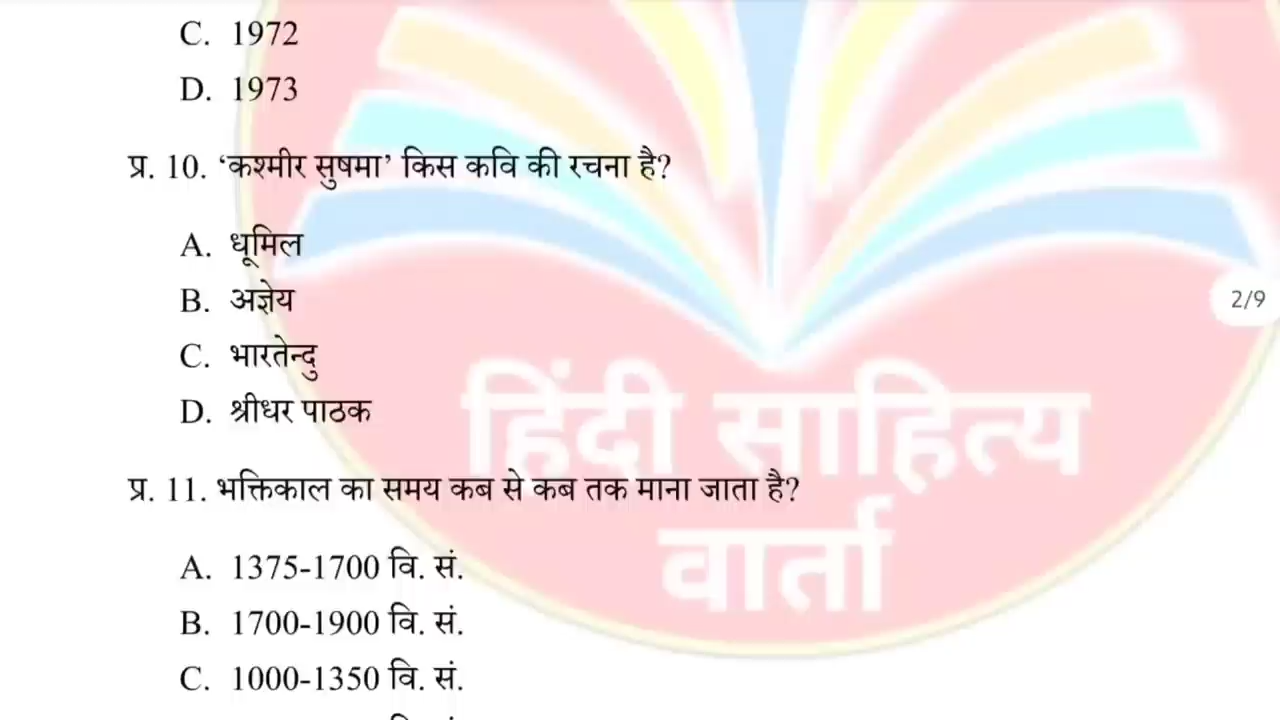 C. 1972
D. 1973
प्र. 10. ‘कश्मीर सुषमा’ किस कवि की रचना है?
A. धूमिल
B. अज्ञेय
2/9
C. भारतेन्दु
D. श्रीधर पाठक
हिंदी साहित्य
प्र. 11. भक्तिकाल का समय कब से कब तक माना जाता है?
वार्ता
A. 1375-1700 वि. सं.
B. 1700-1900 वि. सं.
C. 1000-1350 वि. सं.